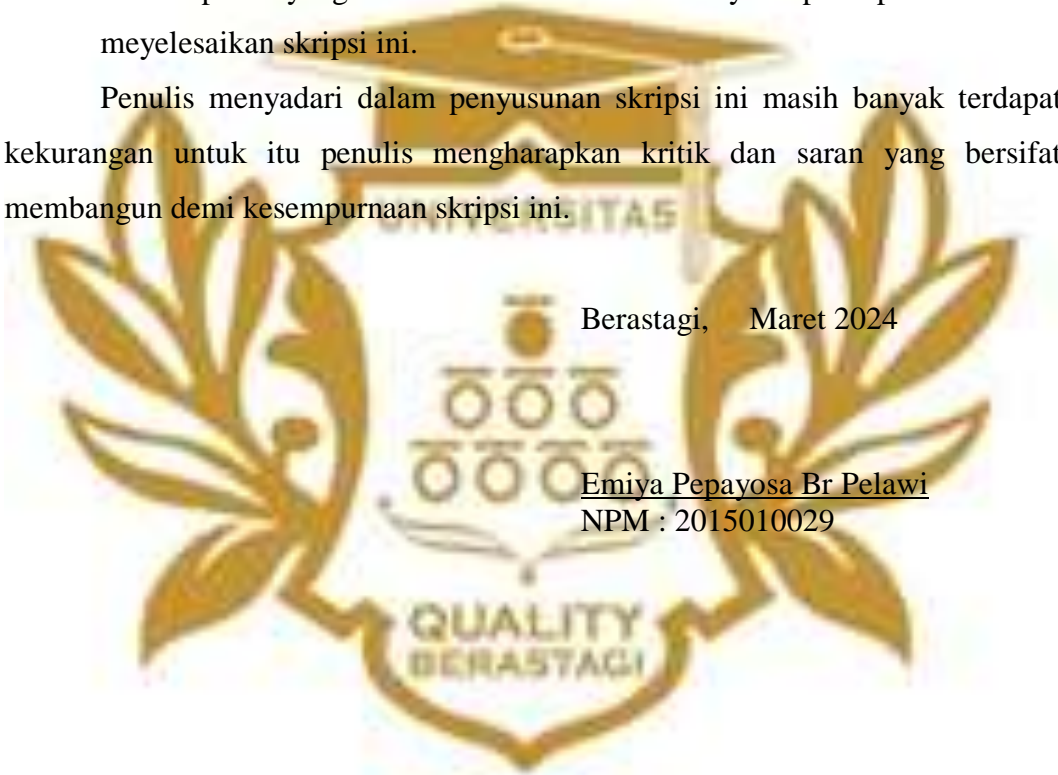 meyelesaikan skripsi ini.
Penulis menyadari dalam penyusunan skripsi ini masih banyak terdapat
kekurangan untuk itu penulis mengharapkan kritik dan saran yang bersifat
membangun demi kesempurnaan skripsi ini.
UNIVERSITAS
Berastagi, Maret 2024
Emiya Pepayosa Br Pelawi
NPM : 2015010029
QUALITY
BERASTAGI